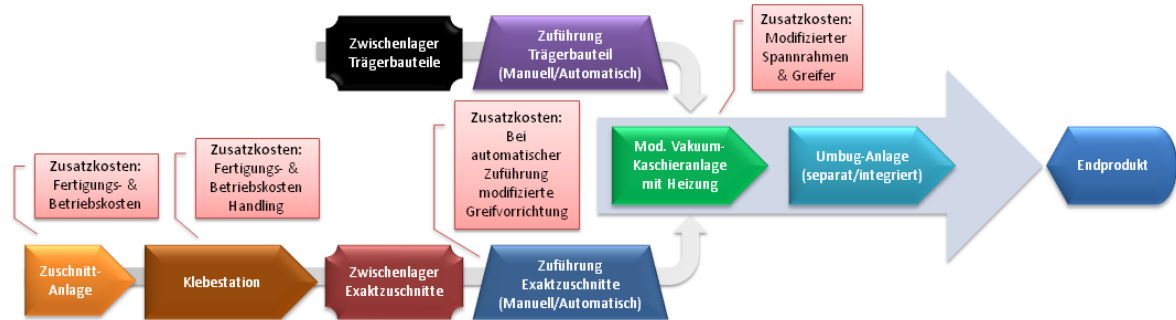 Zwischenlager
Trägerbauteile
Zuführung
Trägerbauteil
(Manuell/Automatisch)
Zusatzkosten:
Modifizierter
Spannrahmen
& Greifer
Zusatzkosten:
Fertigungs- &
Betriebskosten
Zusatzkosten:
Fertigungs- &
Betriebskosten
Handling
Zusatzkosten:
Bei
automatischer
Zuführung
modifizierte
Greifvorrichtung
Mod. Vakuum-
Kaschieranlage
mit Heizung
Umbug-Anlage
(separat/integriert)
Endprodukt
Zuschnitt-
Anlage
Klebestation
Zwischenlager
Exaktzuschnitte
Zuführung
Exaktzuschnitte
(Manuell/Automatisch)